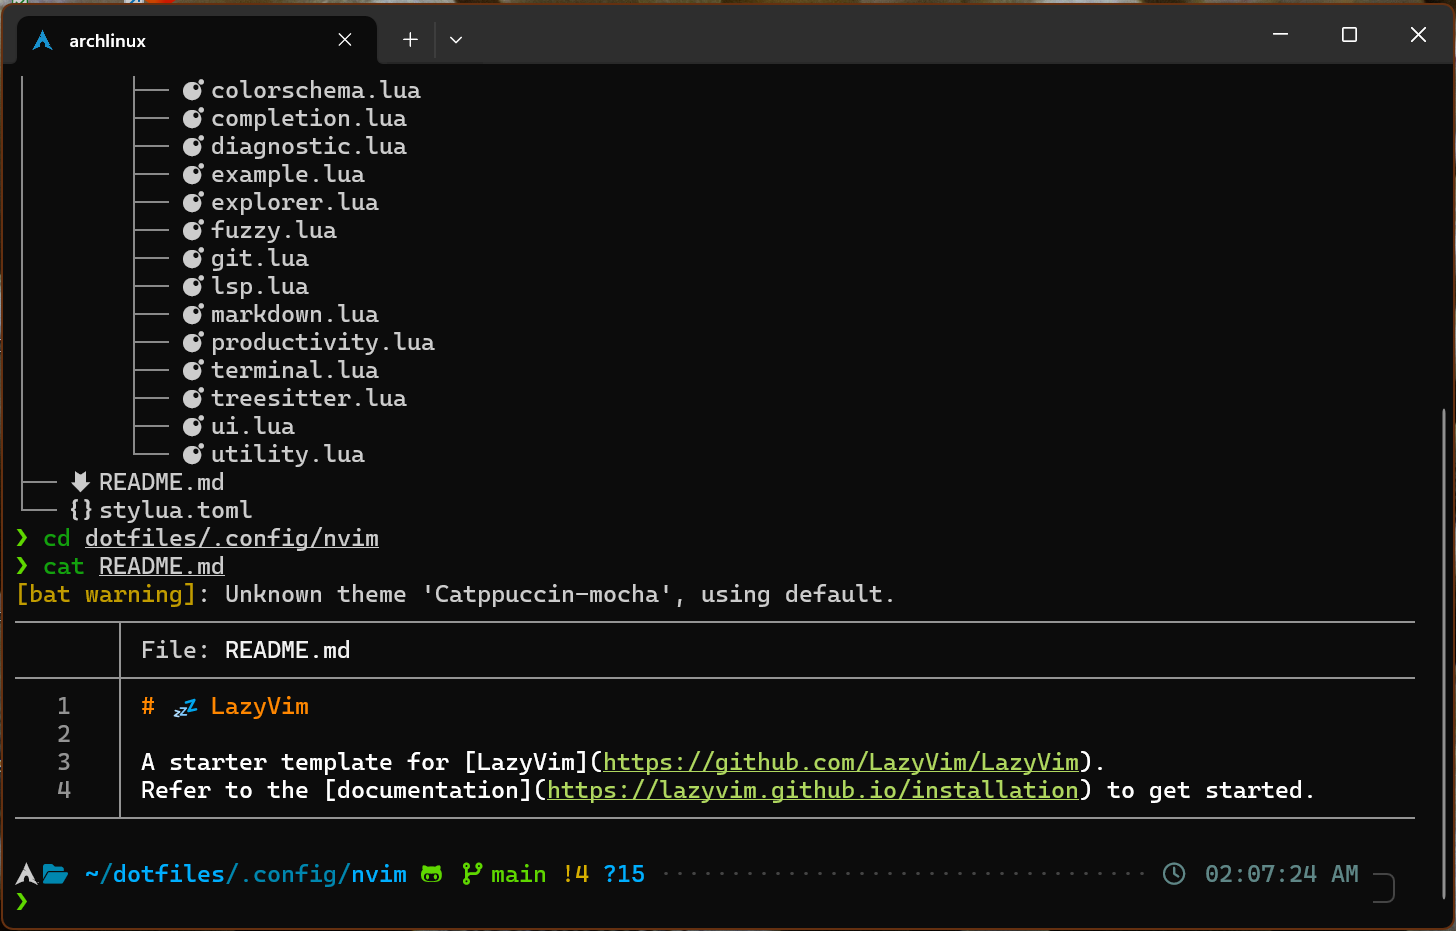 archlinux
colorschema.lua
completion.lua
diagnostic.lua
example.lua
explorer.lua
fuzzy.lua
git.lua
lsp.lua
markdown.lua
productivity.lua
terminal.lua
treesitter.lua
ui.lua
utility.lua
README.md
{} stylua.toml
❯ cd dotfiles/.config/nvim
❯ cat README.md
[bat warning]: Unknown theme 'Catppuccin-mocha', using default.
File: README.md
1 # 💤 LazyVim
2
3 A starter template for [LazyVim](https://github.com/LazyVim/LazyVim).
4 Refer to the [documentation](https://lazyvim.github.io/installation) to get started.
~/dotfiles/.config/nvim main !4 ?15 02:07:24 AM
❯